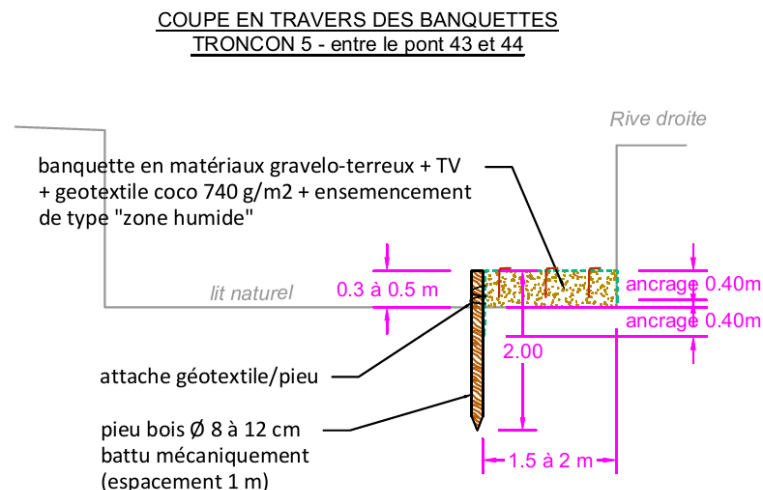 COUPE EN TRAVERS DES BANQUETTES
TRONCON 5 - entre le pont 43 et 44
Rive droite
banquette en matériaux gravelo-terreux + TV
+ geotextile coco 740 g/m2 + ensemencement
de type "zone humide"
lit naturel
0.3 à 0.5 m
ancrage 0.40m
ancrage 0.40m
2.00
attache géotextile/pieu
pieu bois Ø 8 à 12 cm
battu mécaniquement
(espacement 1 m)
1.5 à 2 m